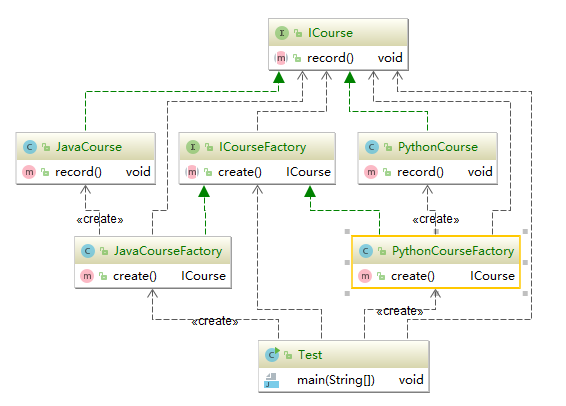 I ICourse
m record() void
C JavaCourse
m record() void
I ICourseFactory
m create() ICourse
C PythonCourse
m record() void
«create»
«create»
C JavaCourseFactory
m create() ICourse
C PythonCourseFactory
m create() ICourse
«create»
«create»
C Test
J main(String[]) void